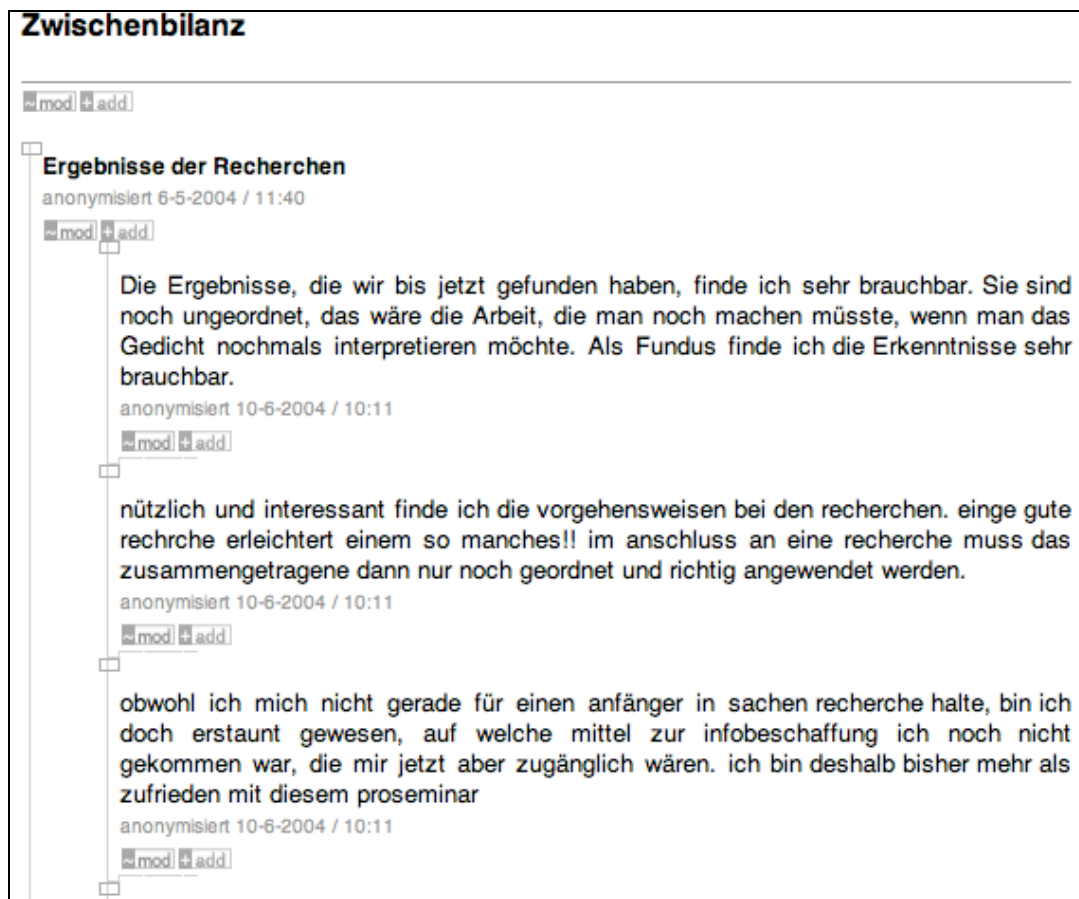 Zwischenbilanz
~ mod + add
Ergebnisse der Recherchen
anonymisiert 6-5-2004 / 11:40
~ mod + add
Die Ergebnisse, die wir bis jetzt gefunden haben, finde ich sehr brauchbar. Sie sind
noch ungeordnet, das wäre die Arbeit, die man noch machen müsste, wenn man das
Gedicht nochmals interpretieren möchte. Als Fundus finde ich die Erkenntnisse sehr
brauchbar.
anonymisiert 10-6-2004 / 10:11
~ mod + add
nützlich und interessant finde ich die vorgehensweisen bei den recherchen. einge gute
rechrche erleichtert einem so manches!! im anschluss an eine recherche muss das
zusammengetragene dann nur noch geordnet und richtig angewendet werden.
anonymisiert 10-6-2004 / 10:11
~ mod + add
obwohl ich mich nicht gerade für einen anfänger in sachen recherche halte, bin ich
doch erstaunt gewesen, auf welche mittel zur infobeschaffung ich noch nicht
gekommen war, die mir jetzt aber zugänglich wären. ich bin deshalb bisher mehr als
zufrieden mit diesem proseminar
anonymisiert 10-6-2004 / 10:11
~ mod + add